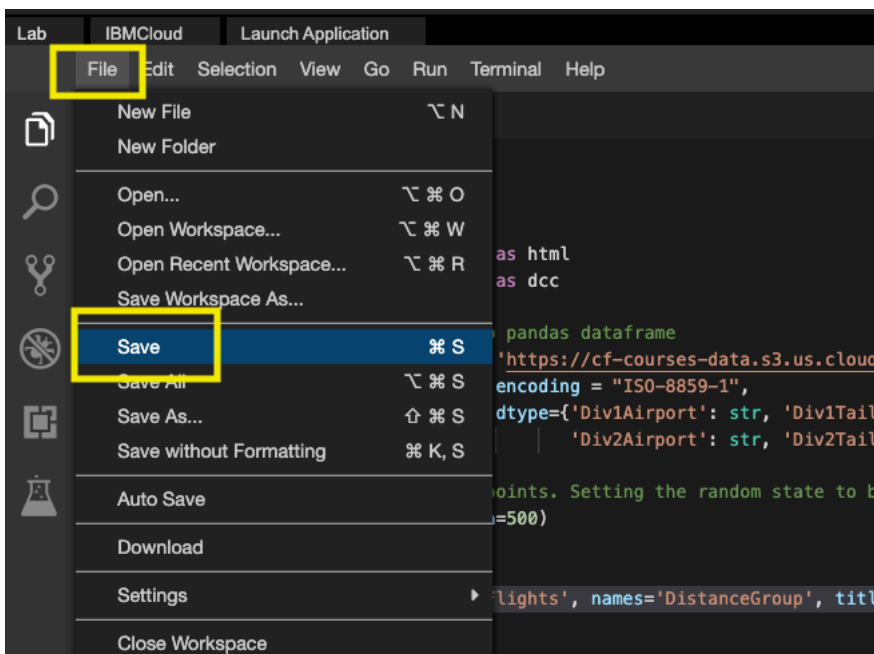 Lab IBMCloud Launch Application
File Edit Selection View Go Run Terminal Help
New File ⌥ N
New Folder
Open... ⌥ ⌘ O
Open Workspace... ⌥ ⌘ W
Open Recent Workspace... ⌥ ⌘ R
as html
as dcc
Save Workspace As...
pandas dataframe
Save ⌘ S
'https://cf-courses-data.s3.us.cloud
Save All ⌥ ⌘ S
encoding = "ISO-8859-1",
Save As... ⇧ ⌘ S
dtype={'Div1Airport': str, 'Div1Tail
'Div2Airport': str, 'Div2Tail
Save without Formatting ⌘ K, S
Auto Save
points. Setting the random state to b
=500)
Download
Settings
flights', names='DistanceGroup', titl
Close Workspace